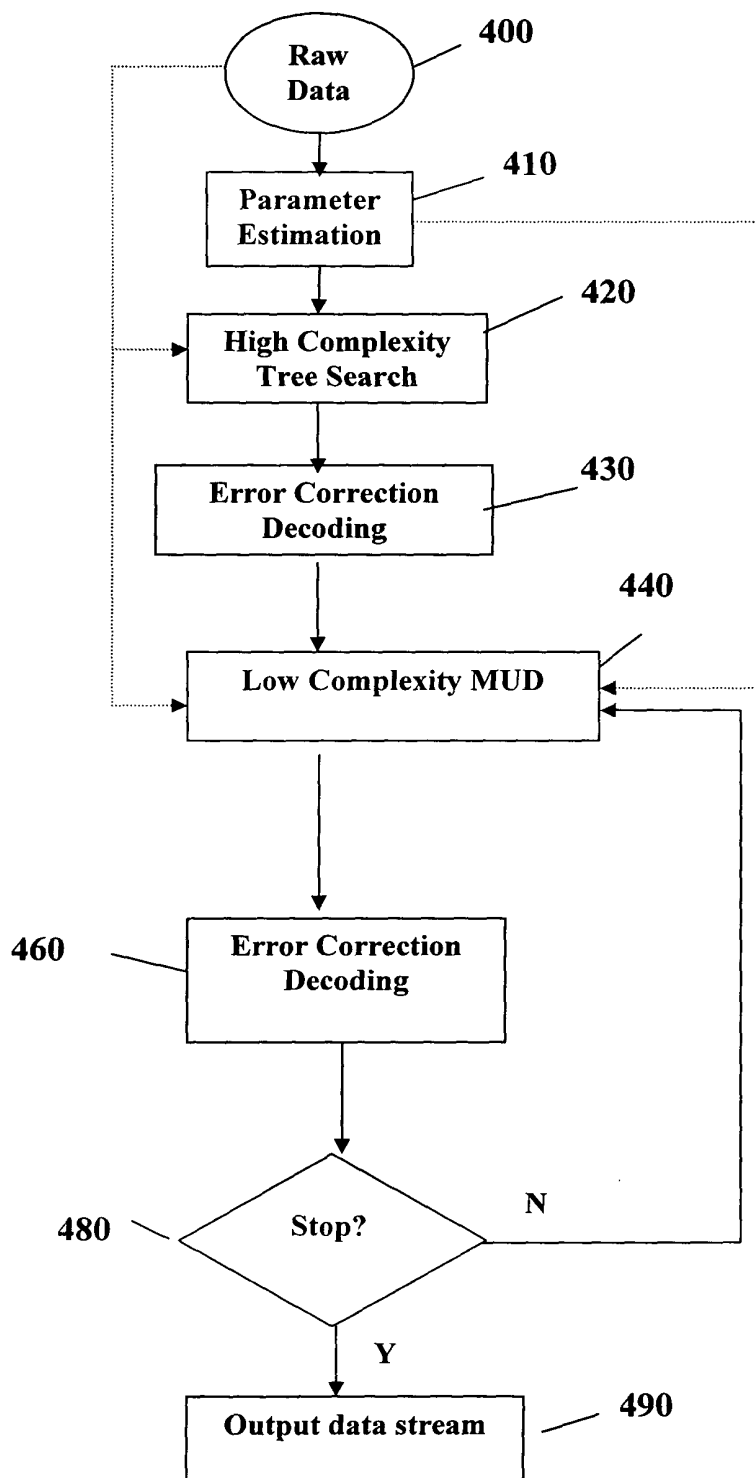 400
Raw
Data
410
Parameter
Estimation
420
High Complexity
Tree Search
430
Error Correction
Decoding
440
Low Complexity MUD
460
Error Correction
Decoding
480
Stop?
N
Y
Output data stream
490